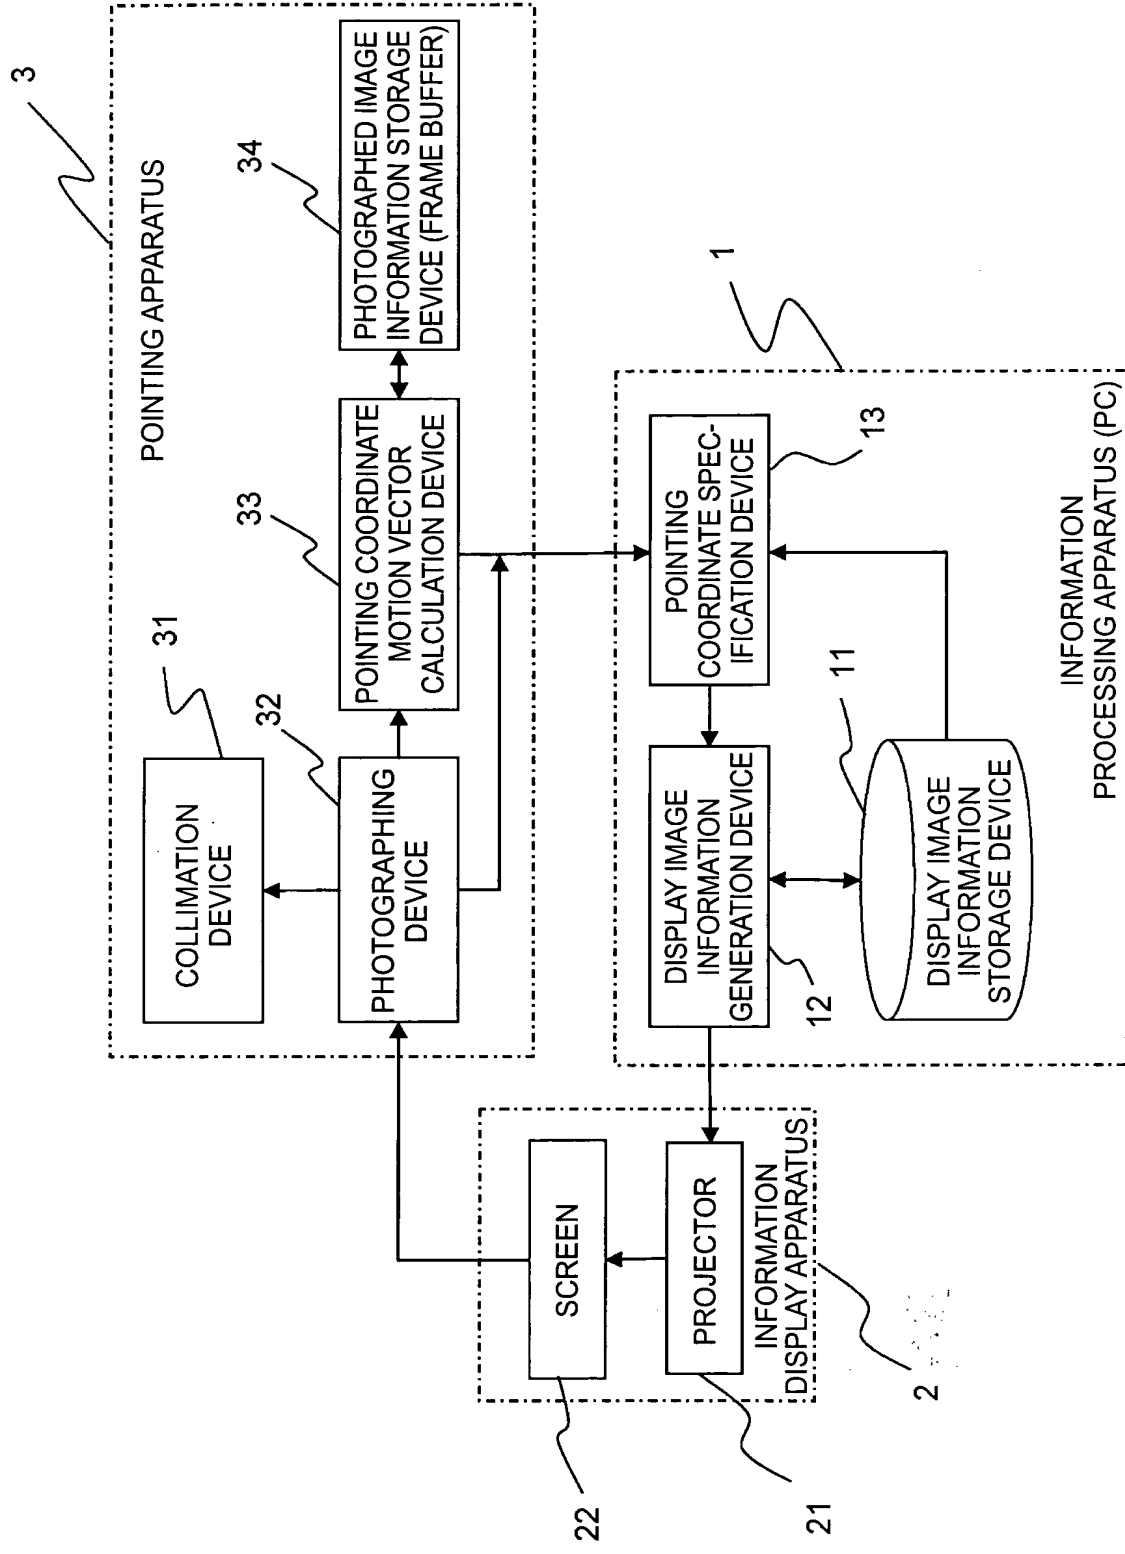 3
POINTING APPARATUS
31
COLLIMATION
DEVICE
32
PHOTOGRAPHING
DEVICE
33
POINTING COORDINATE
MOTION VECTOR
CALCULATION DEVICE
34
PHOTOGRAPHED IMAGE
INFORMATION STORAGE
DEVICE (FRAME BUFFER)
22
SCREEN
21
PROJECTOR
INFORMATION
DISPLAY APPARATUS
2
1
12
DISPLAY IMAGE
INFORMATION
GENERATION DEVICE
13
POINTING
COORDINATE SPEC-
IFICATION DEVICE
11
DISPLAY IMAGE
INFORMATION
STORAGE DEVICE
INFORMATION
PROCESSING APPARATUS (PC)